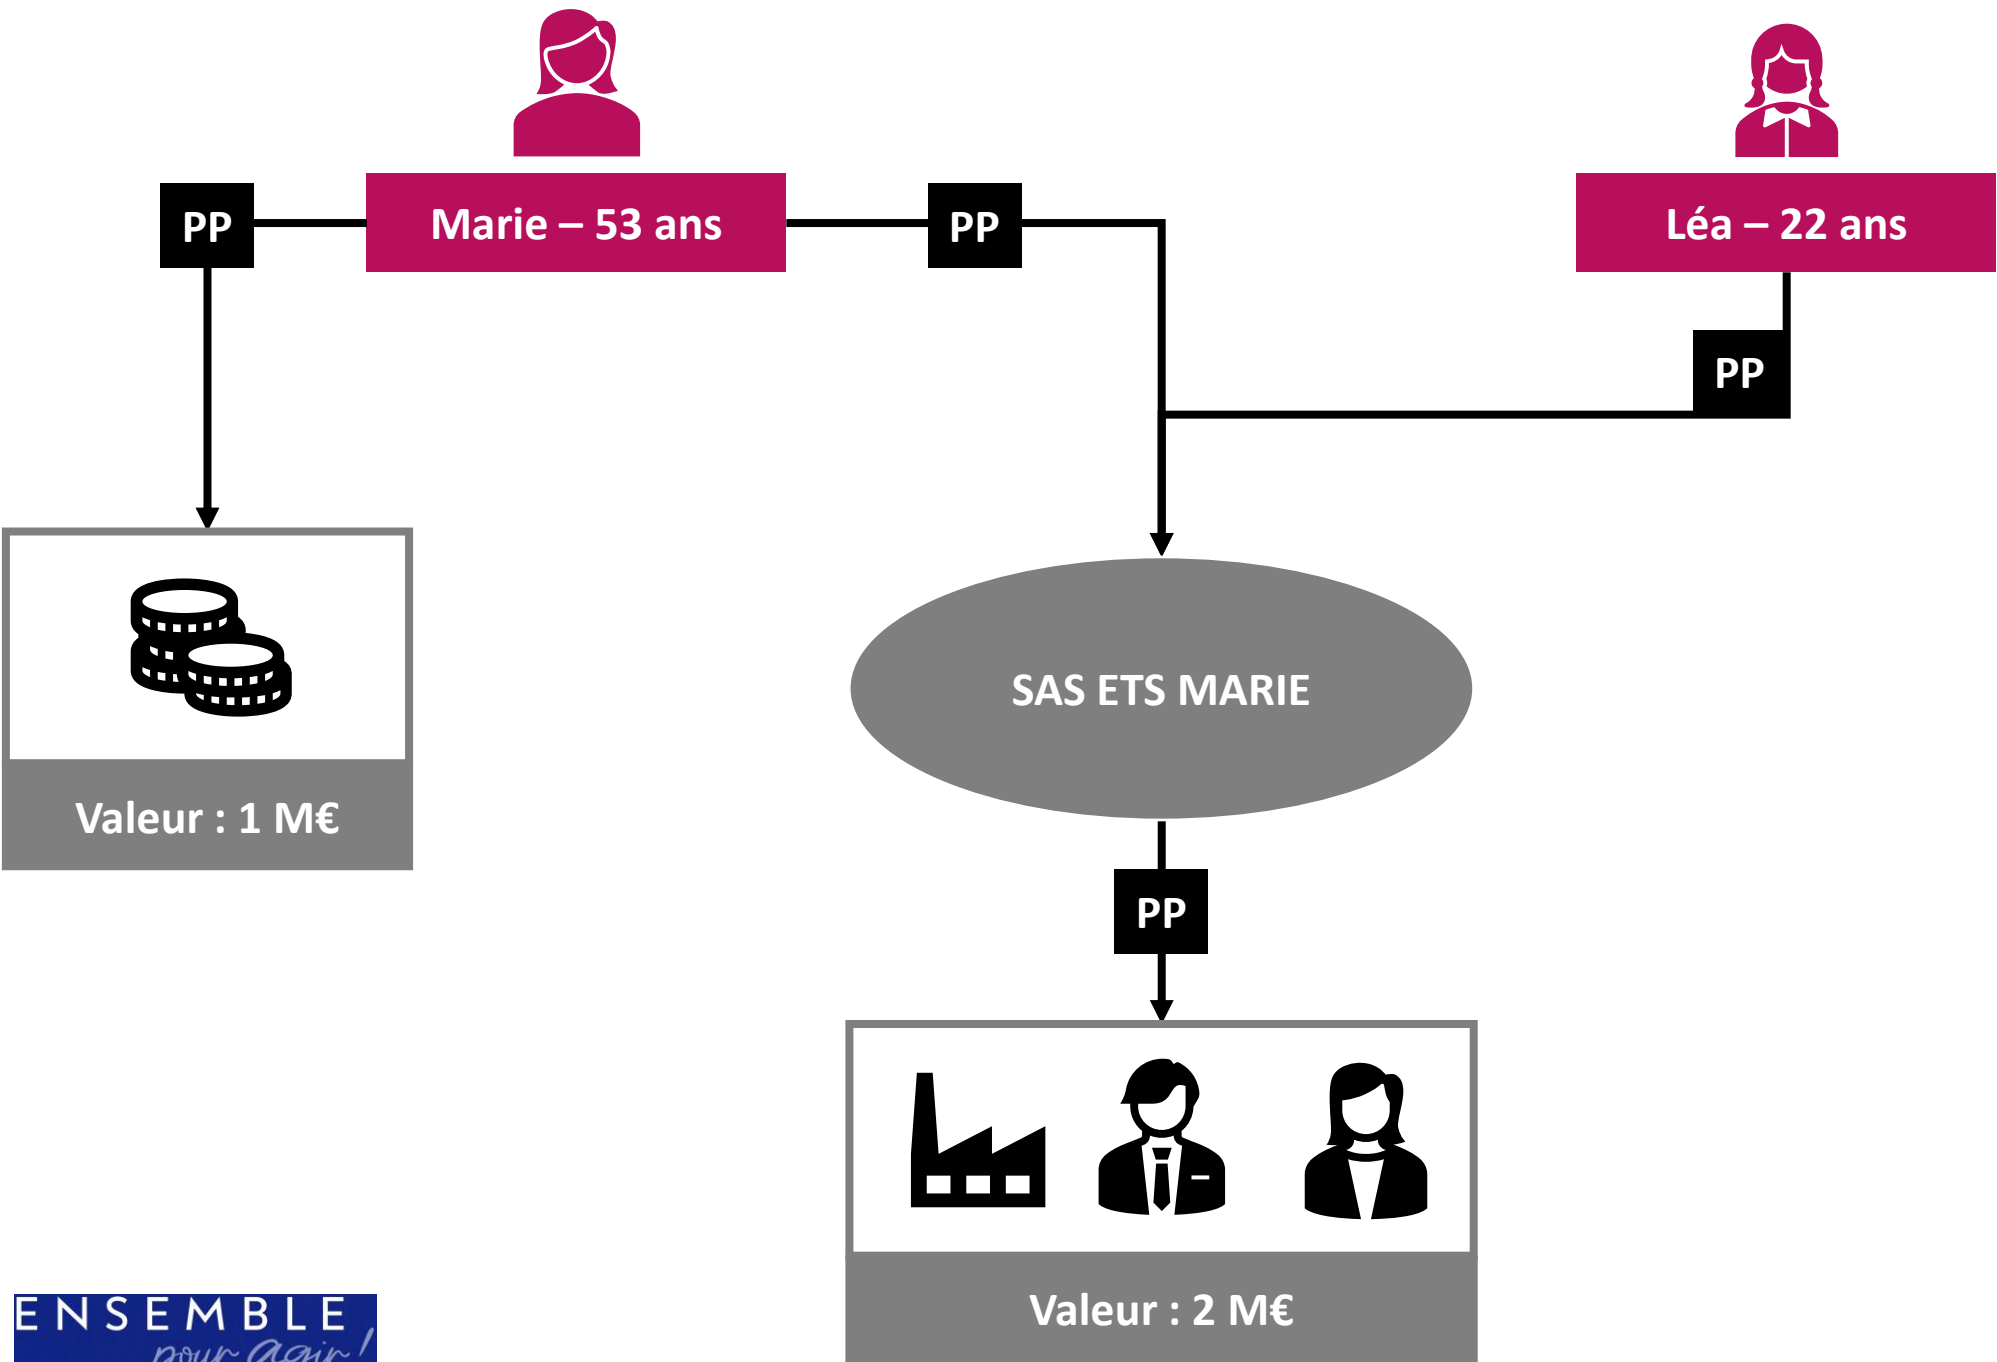 PP
Marie – 53 ans
PP
Léa – 22 ans
PP
SAS ETS MARIE
Valeur : 1 M€
PP
Valeur : 2 M€
ENSEMBLE
pour agir !